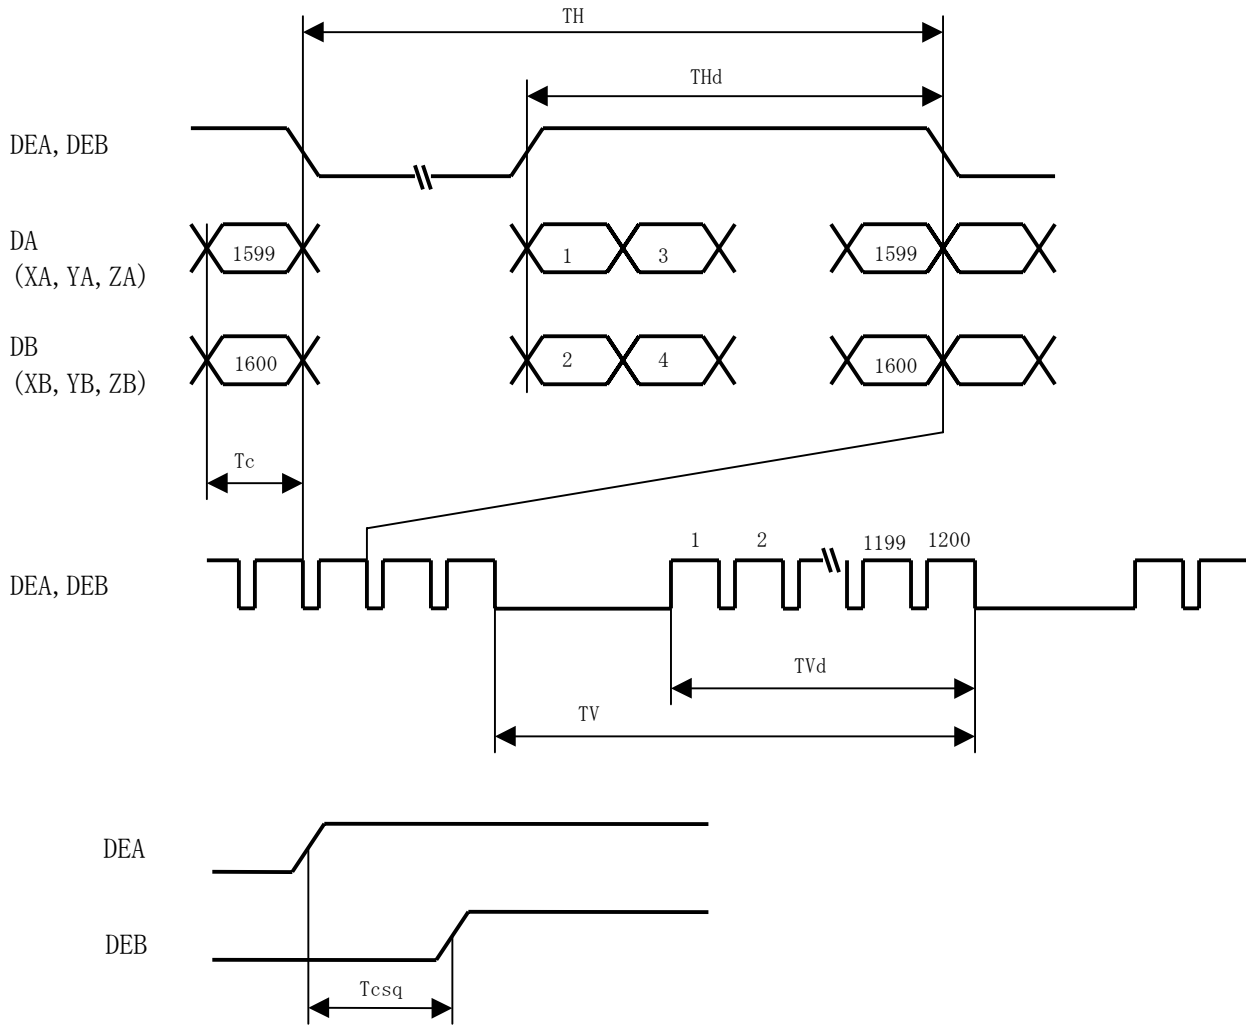 TH
THd
DEA, DEB
DA
(XA, YA, ZA)
1599
1
3
1599
DB
(XB, YB, ZB)
1600
2
4
1600
Tc
1
2
1199
1200
DEA, DEB
TVd
TV
DEA
DEB
Tcsq